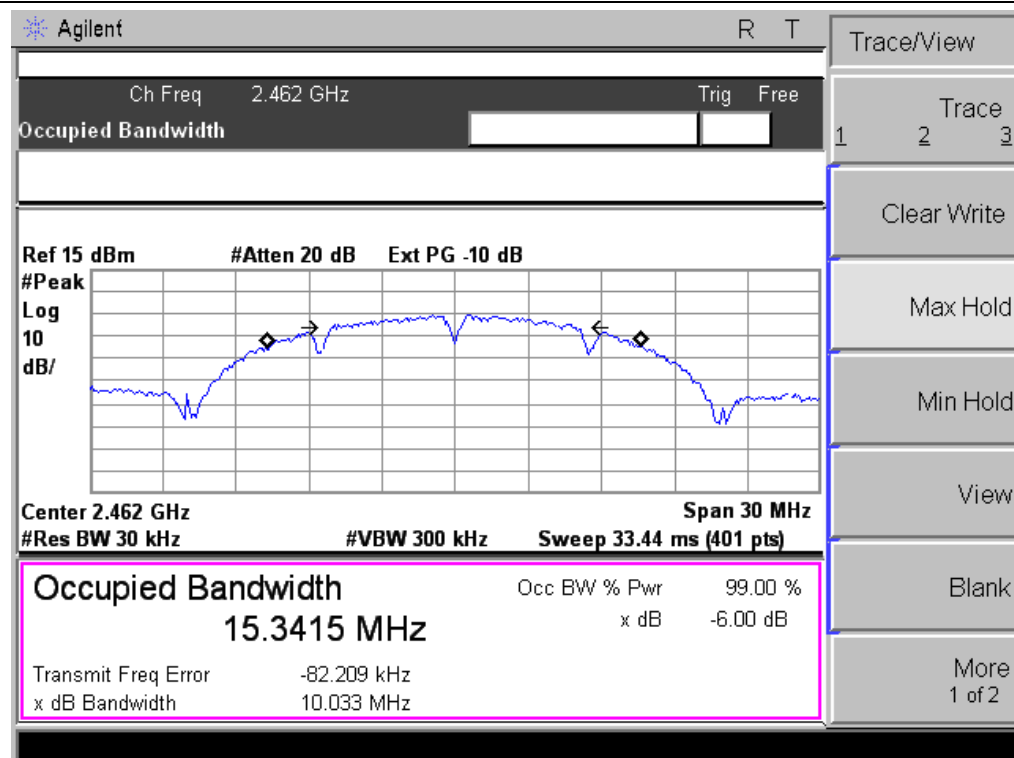 Agilent R T
Ch Freq 2.462 GHz Trig Free
Occupied Bandwidth
Ref 15 dBm #Atten 20 dB Ext PG -10 dB
#Peak
Log
10
dB/
Center 2.462 GHz Span 30 MHz
#Res BW 30 kHz #VBW 300 kHz Sweep 33.44 ms (401 pts)
Occupied Bandwidth Occ BW % Pwr 99.00 %
15.3415 MHz x dB -6.00 dB
Transmit Freq Error -82.209 kHz
x dB Bandwidth 10.033 MHz
Trace/View
Trace
1 2 3
Clear Write
Max Hold
Min Hold
View
Blank
More
1 of 2